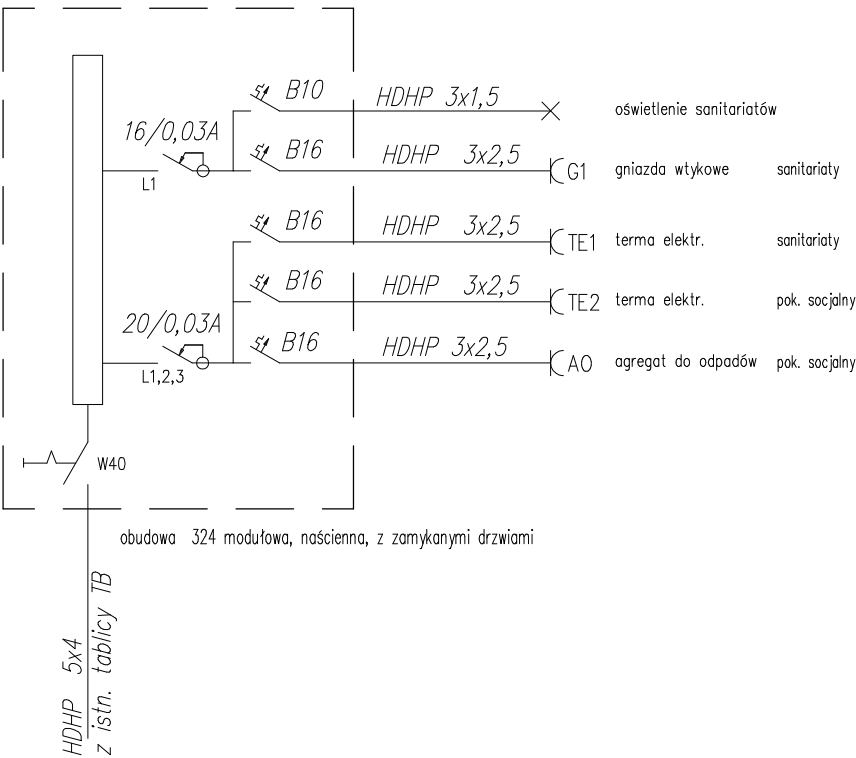 B10 HDHP 3x1,5 oświetlenie sanitariatów
16/0,03A
B16 HDHP 3x2,5 G1 gniazda wtykowe sanitariaty
L1
B16 HDHP 3x2,5 TE1 terma elektr. sanitariaty
B16 HDHP 3x2,5 TE2 terma elektr. pok. socjalny
20/0,03A
B16 HDHP 3x2,5 AO agregat do odpadów pok. socjalny
L1,2,3
W40
obudowa 324 modułowa, naścienna, z zamykanymi drzwiami
HDHP 5x4
z istn. tablicy TB